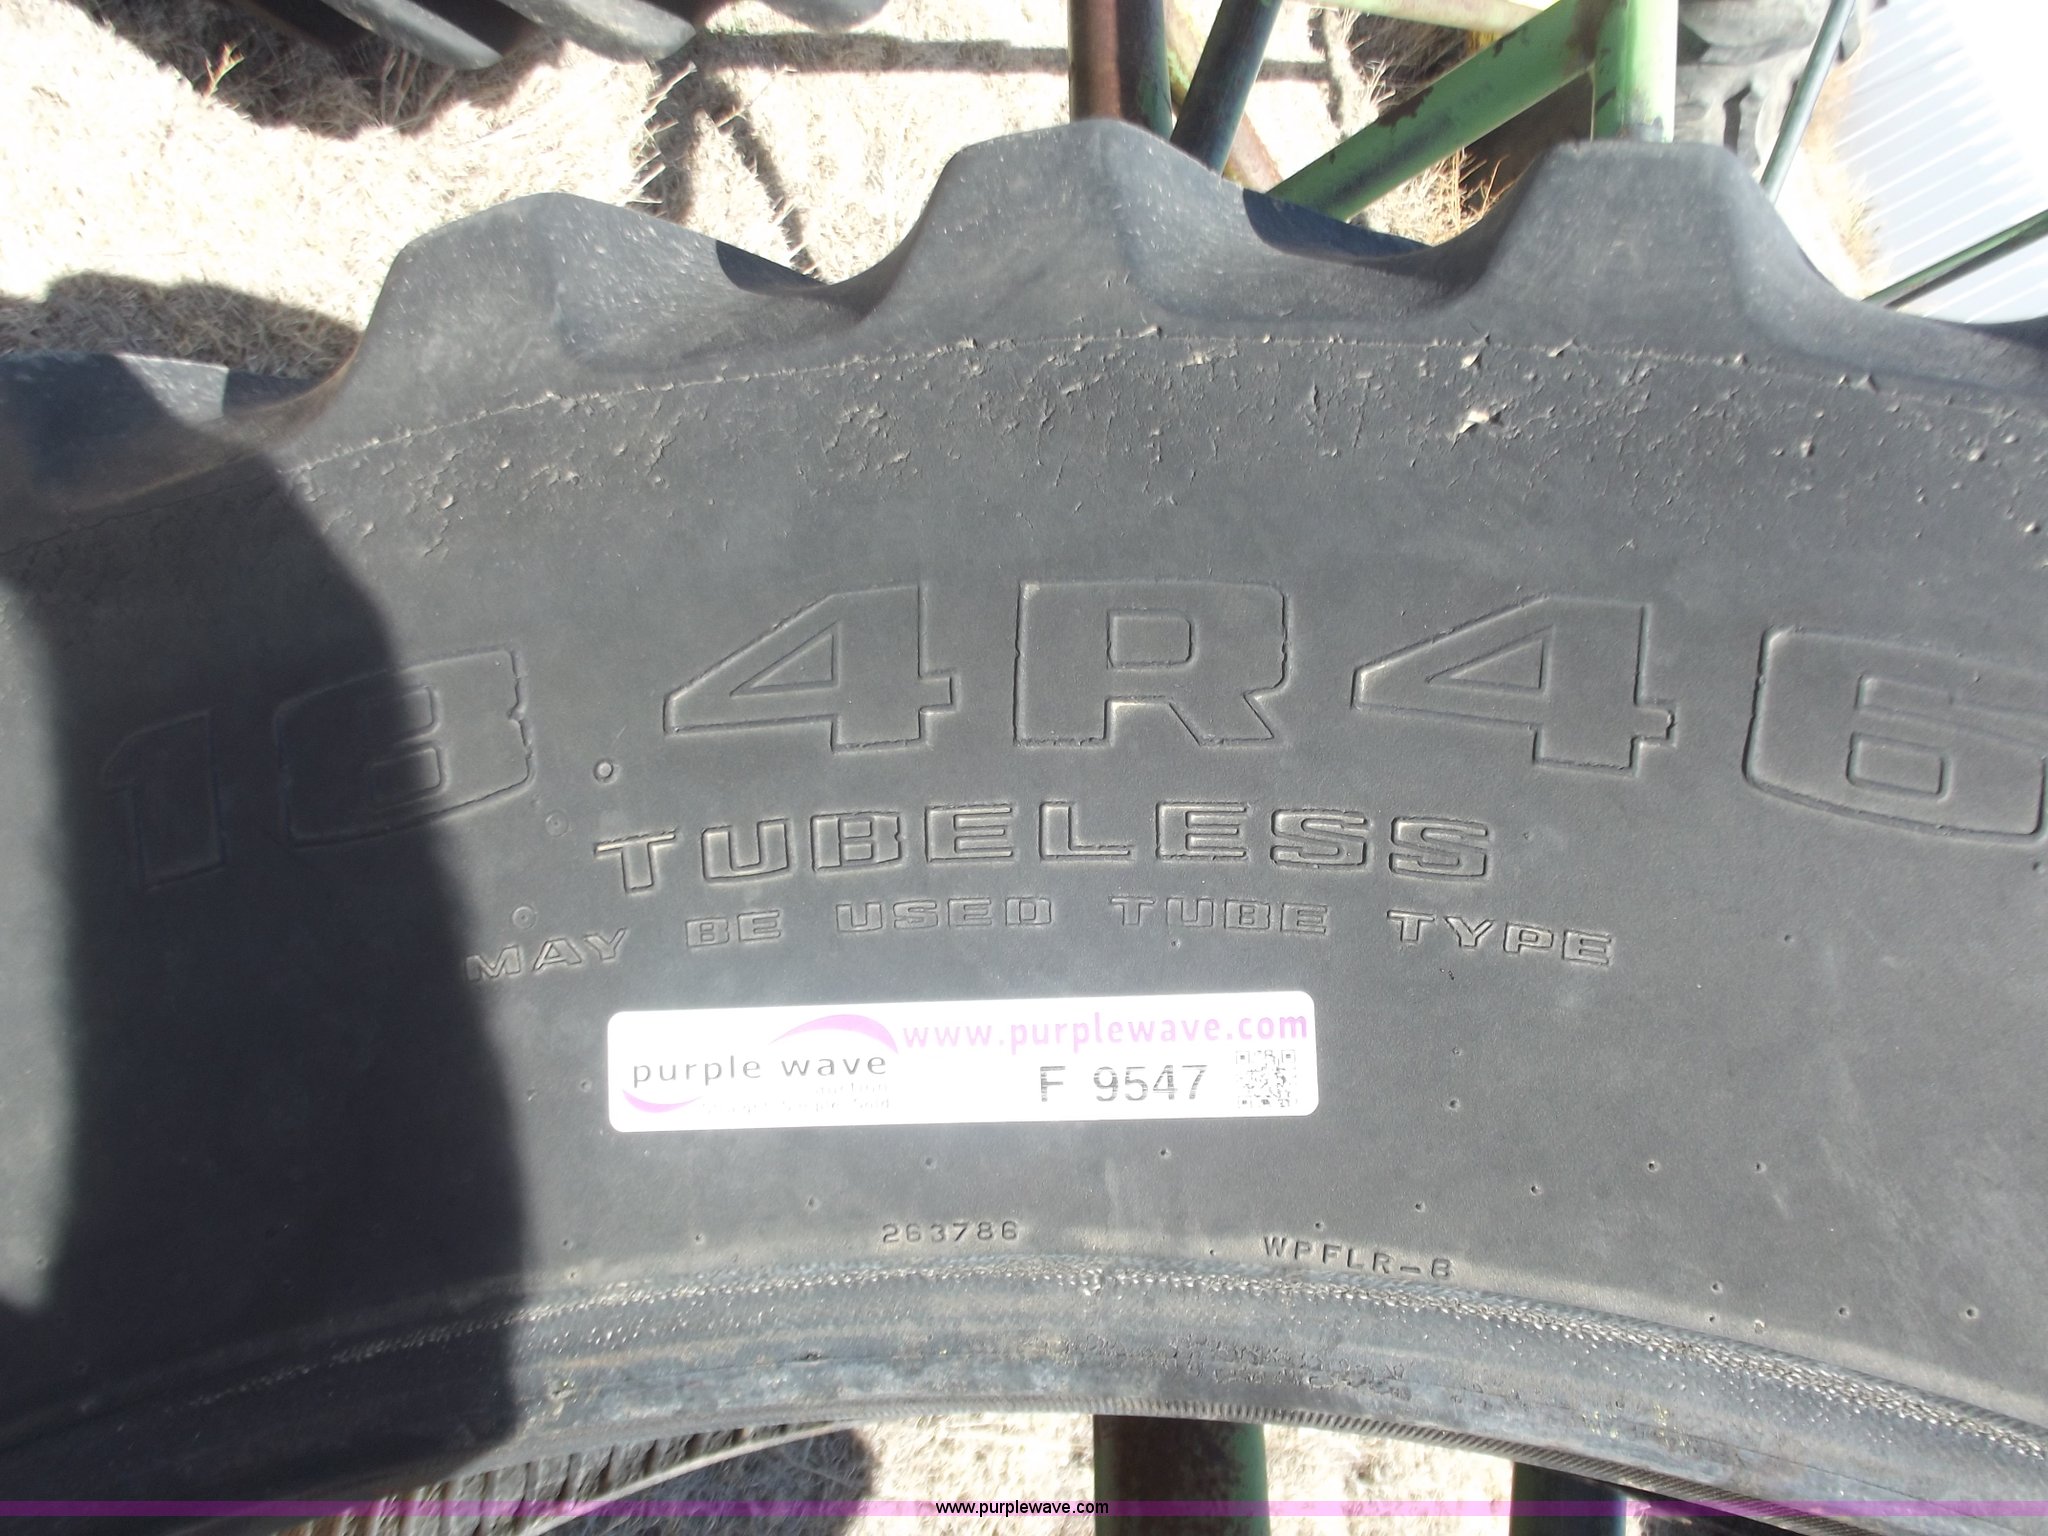 18.4R46
TUBELESS
MAY BE USED TUBE TYPE
www.purplewave.com
purple wave
auction
F 9547
263786
WPFLR-8
www.purplewave.com